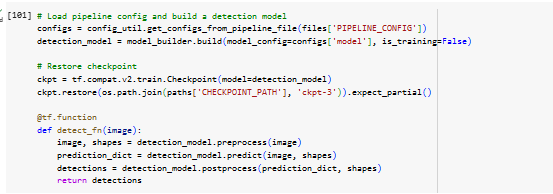 [101] # Load pipeline config and build a detection model
configs = config_util.get_configs_from_pipeline_file(files['PIPELINE_CONFIG'])
detection_model = model_builder.build(model_config=configs['model'], is_training=False)
# Restore checkpoint
ckpt = tf.compat.v2.train.Checkpoint(model=detection_model)
ckpt.restore(os.path.join(paths['CHECKPOINT_PATH'], 'ckpt-3')).expect_partial()
@tf.function
def detect_fn(image):
image, shapes = detection_model.preprocess(image)
prediction_dict = detection_model.predict(image, shapes)
detections = detection_model.postprocess(prediction_dict, shapes)
return detections